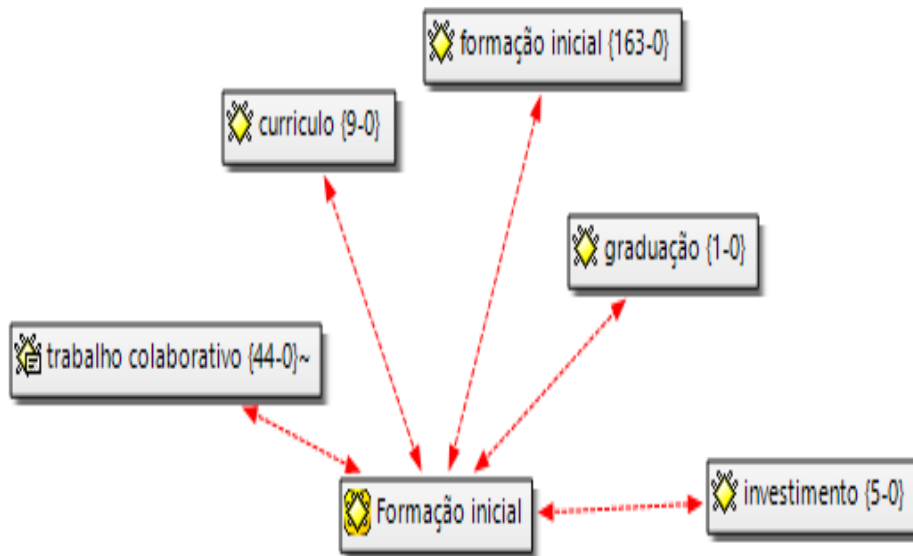 formação inicial {163-0}
curriculo {9-0}
graduação {1-0}
trabalho colaborativo {44-0}~
Formação inicial
investimento {5-0}